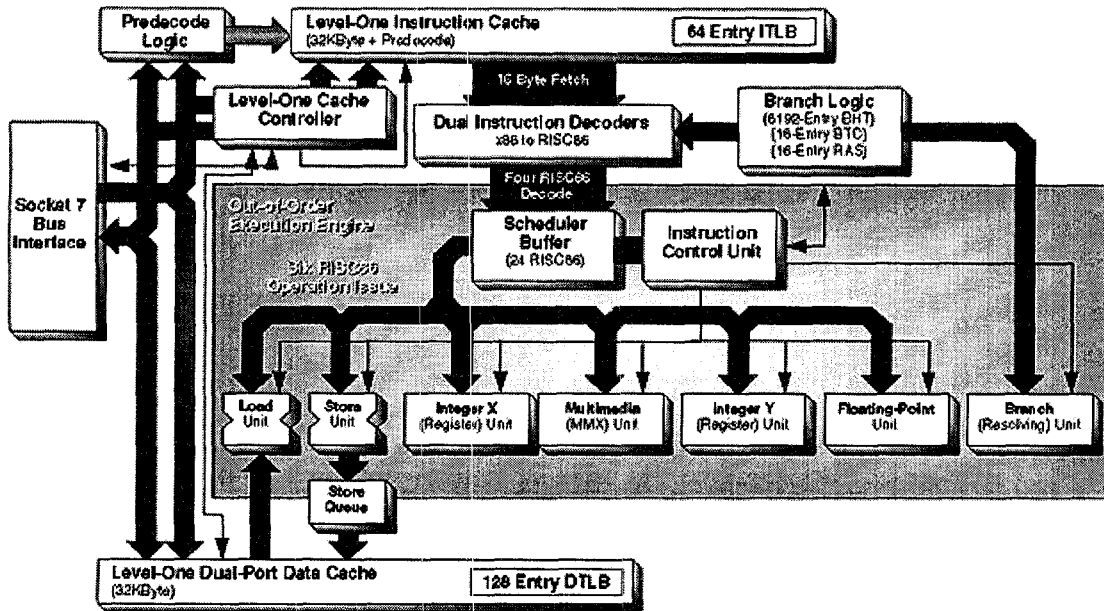 Predecode
Logic
Level-One Instruction Cache
(32KByte + Predecode)
64 Entry ITLB
16 Byte Fetch
Level-One Cache
Controller
Dual Instruction Decoders
x86 to RISC86
Branch Logic
(8192-Entry BHT)
(16-Entry BTC)
(16-Entry RAS)
Four RISC86
Decode
Socket 7
Bus
Interface
Out-of-Order
Execution Engine
Scheduler
Buffer
(24 RISC86)
Instruction
Control Unit
Six RISC86
Operation Issue
Load
Unit
Store
Unit
Integer X
(Register) Unit
Multimedia
(MMX) Unit
Integer Y
(Register) Unit
Floating-Point
Unit
Branch
(Resolving) Unit
Store
Queue
Level-One Dual-Port Data Cache
(32KByte)
128 Entry DTLB